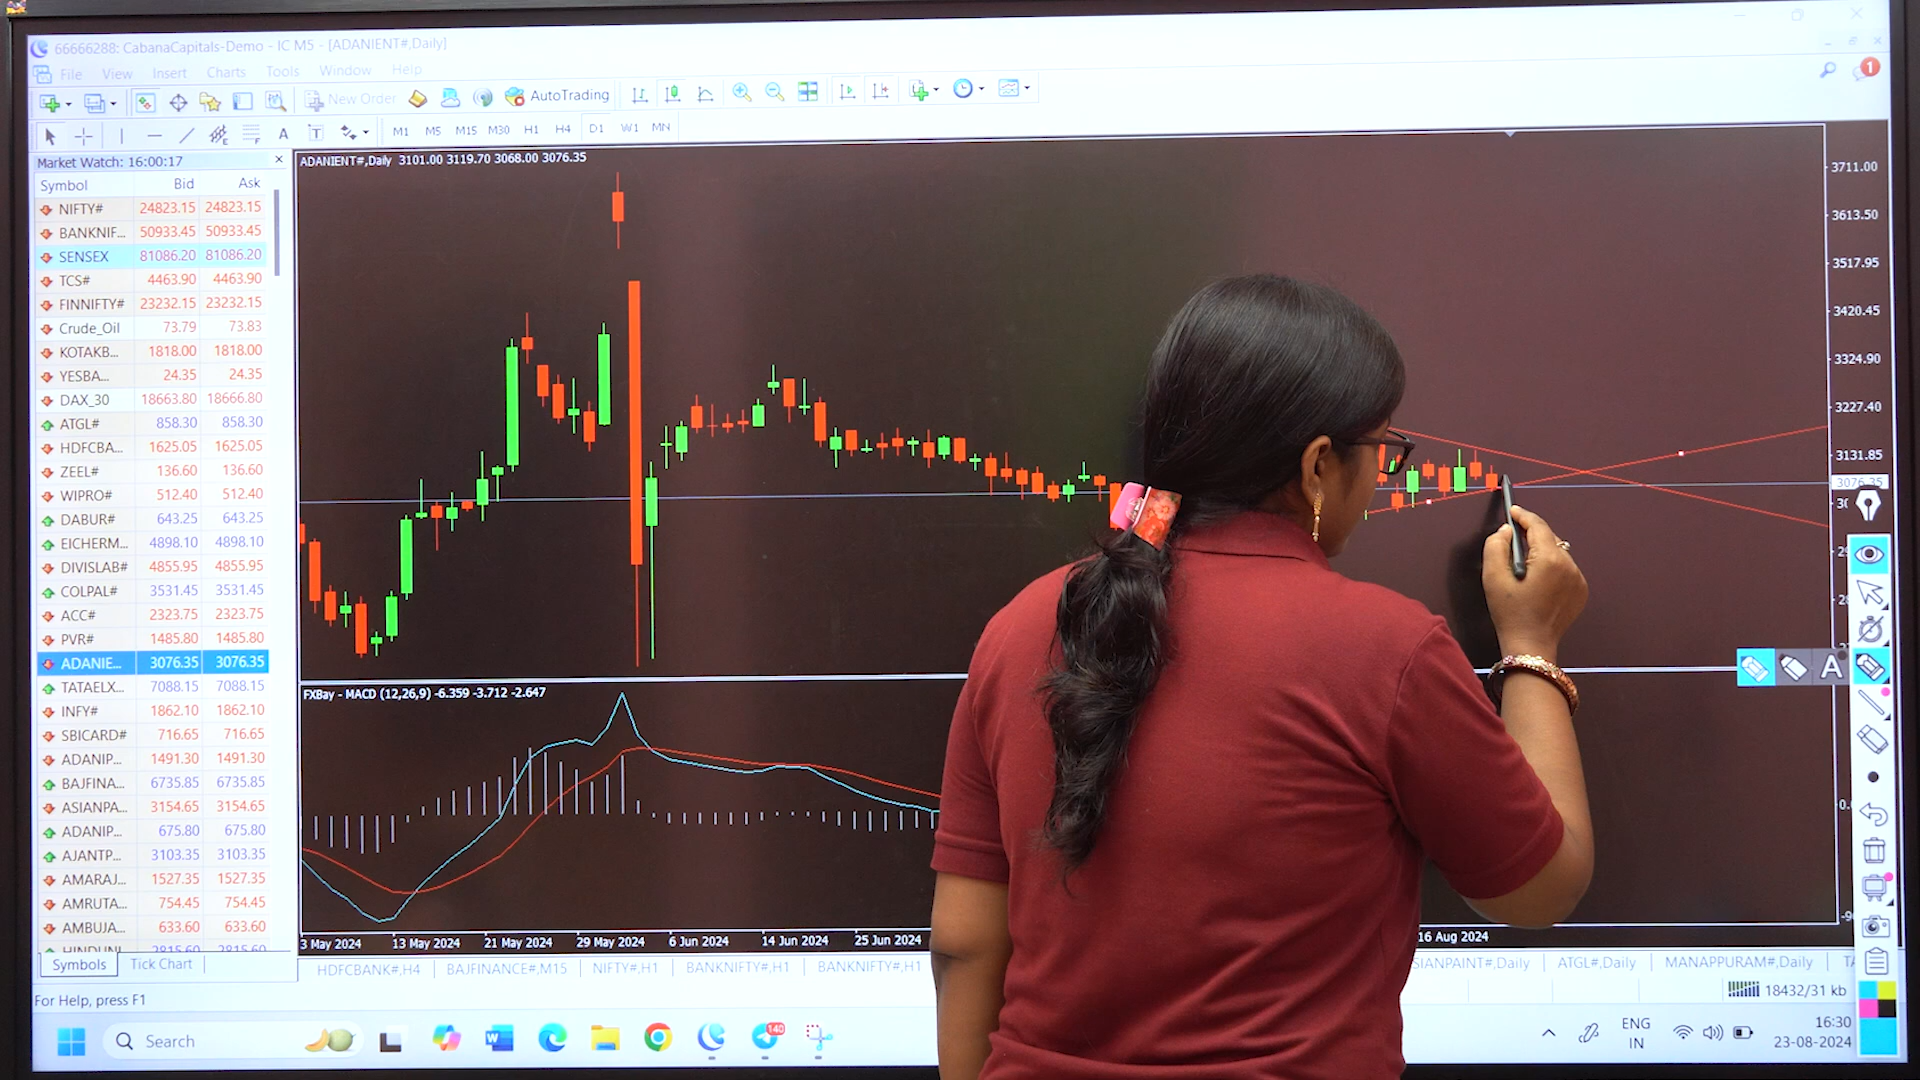 66666288: CabanaCapitals-Demo - IC M5 - [ADANIENT#,Daily]
File View Insert Charts Tools Window Help
1
New Order AutoTrading
A T M1 M5 M15 M30 H1 H4 D1 W1 MN
Market Watch: 16:00:17
Symbol Bid Ask
NIFTY# 24823.15 24823.15
BANKNIF... 50933.45 50933.45
SENSEX 81086.20 81086.20
TCS# 4463.90 4463.90
FINNIFTY# 23232.15 23232.15
Crude_Oil 73.79 73.83
KOTAKB... 1818.00 1818.00
YESBA... 24.35 24.35
DAX_30 18663.80 18666.80
ATGL# 858.30 858.30
HDFCBA... 1625.05 1625.05
ZEEL# 136.60 136.60
WIPRO# 512.40 512.40
DABUR# 643.25 643.25
EICHERM... 4898.10 4898.10
DIVISLAB# 4855.95 4855.95
COLPAL# 3531.45 3531.45
ACC# 2323.75 2323.75
PVR# 1485.80 1485.80
ADANIE... 3076.35 3076.35
TATAELX... 7088.15 7088.15
INFY# 1862.10 1862.10
SBICARD# 716.65 716.65
ADANIP... 1491.30 1491.30
BAJFINA... 6735.85 6735.85
ASIANPA... 3154.65 3154.65
ADANIP... 675.80 675.80
AJANTP... 3103.35 3103.35
AMARAJ... 1527.35 1527.35
AMRUTA... 754.45 754.45
AMBUJA... 633.60 633.60
HINDUNI... 2815.60 2815.60
Symbols Tick Chart
ADANIENT#,Daily 3101.00 3119.70 3068.00 3076.35
3711.00
3613.50
3517.95
3420.45
3324.90
3227.40
3131.85
3076.35
A
FXBay - MACD (12,26,9) -6.359 -3.712 -2.647
3 May 2024 13 May 2024 21 May 2024 29 May 2024 6 Jun 2024 14 Jun 2024 25 Jun 2024 16 Aug 2024
HDFCBANK#,H4 BAJFINANCE#,M15 NIFTY#,H1 BANKNIFTY#,H1 BANKNIFTY#,H1 SIANPAINT#,Daily ATGL#,Daily MANAPPURAM#,Daily
For Help, press F1
18432/31 kb
Search
140
ENG
IN
16:30
23-08-2024